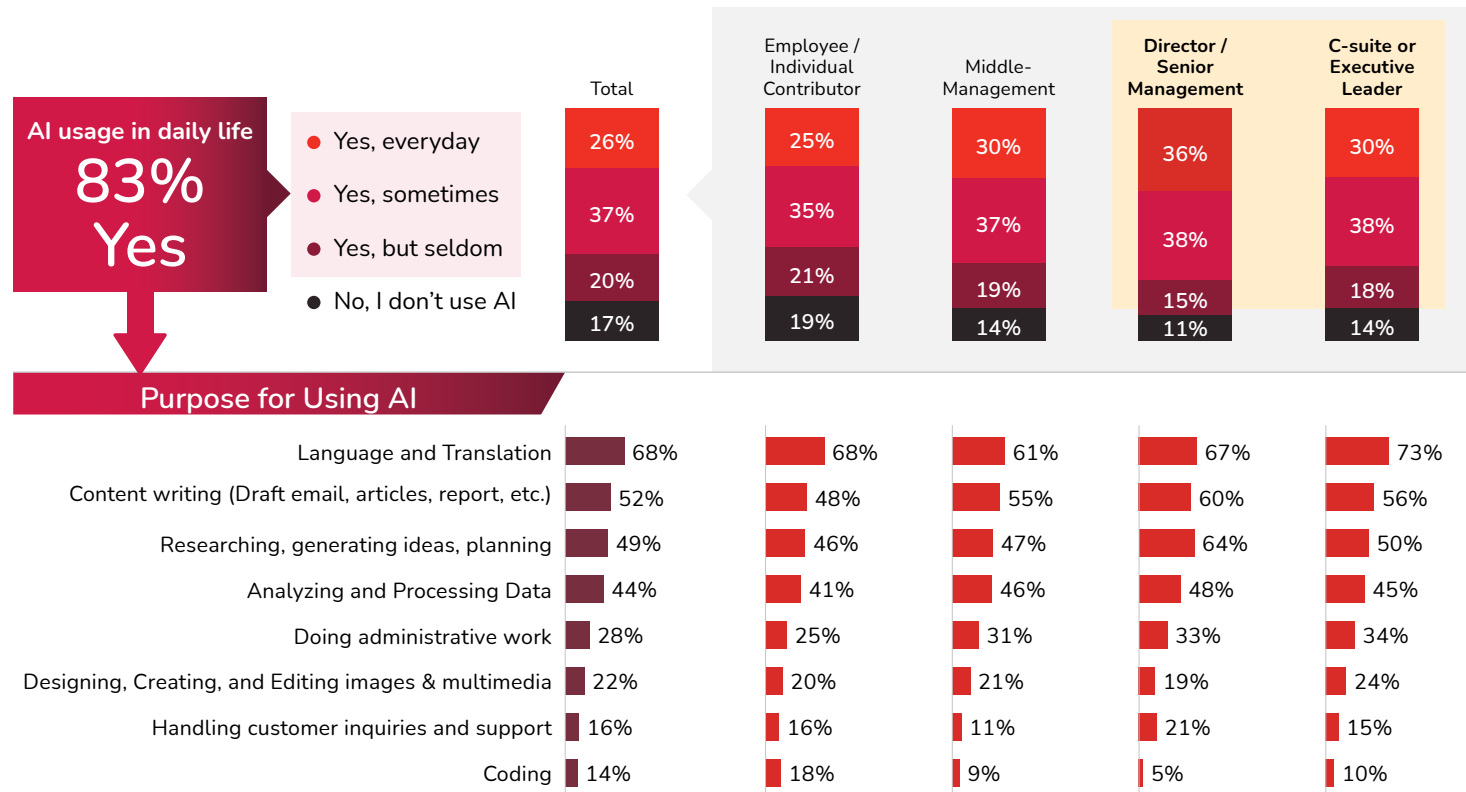 AI usage in daily life
83%
Yes
Yes, everyday
Yes, sometimes
Yes, but seldom
No, I don’t use AI
Total
26%
37%
20%
17%
Employee /
Individual
Contributor
25%
35%
21%
19%
Middle-
Management
30%
37%
19%
14%
Director /
Senior
Management
36%
38%
15%
11%
C-suite or
Executive
Leader
30%
38%
18%
14%
Purpose for Using AI
Language and Translation 68% 68% 61% 67% 73%
Content writing (Draft email, articles, report, etc.) 52% 48% 55% 60% 56%
Researching, generating ideas, planning 49% 46% 47% 64% 50%
Analyzing and Processing Data 44% 41% 46% 48% 45%
Doing administrative work 28% 25% 31% 33% 34%
Designing, Creating, and Editing images & multimedia 22% 20% 21% 19% 24%
Handling customer inquiries and support 16% 16% 11% 21% 15%
Coding 14% 18% 9% 5% 10%